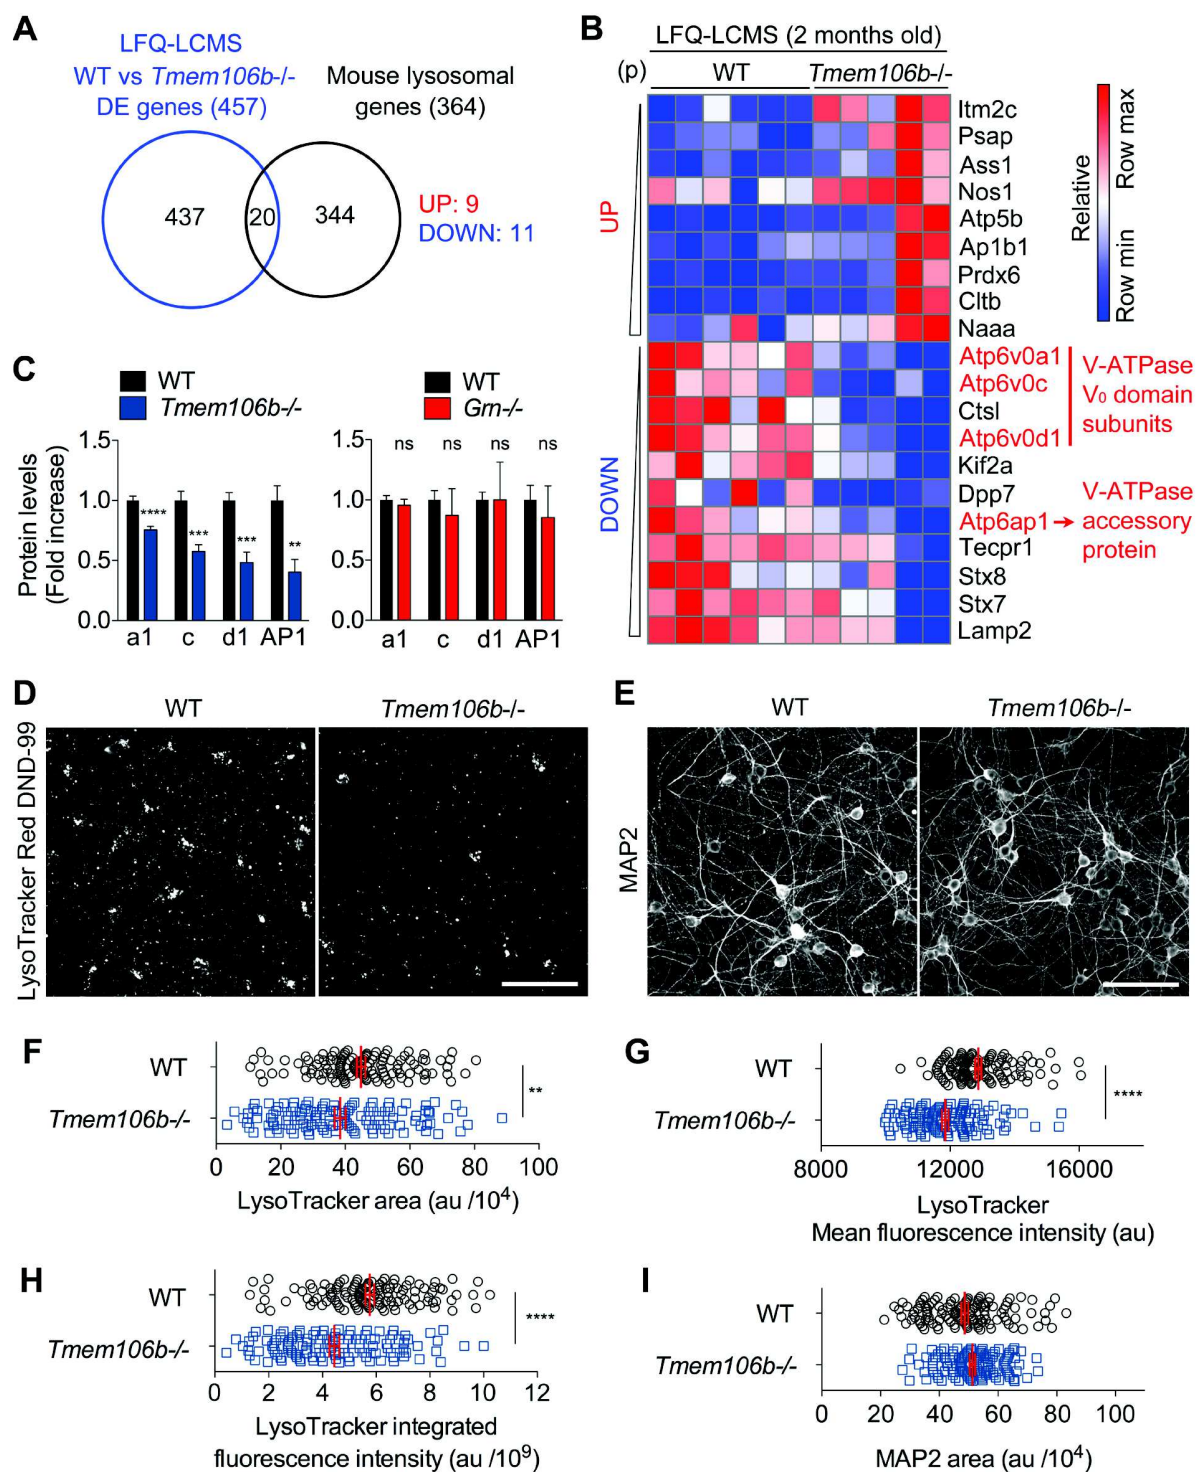 A
LFQ-LCMS
WT vs Tmem106b-/-
DE genes (457)
Mouse lysosomal
genes (364)
437
20
344
UP: 9
DOWN: 11
B
LFQ-LCMS (2 months old)
(p)
WT
Tmem106b-/-
UP
DOWN
Itm2c
Psap
Ass1
Nos1
Atp5b
Ap1b1
Prdx6
Cltb
Naaa
Atp6v0a1
Atp6v0c
Ctsl
Atp6v0d1
Kif2a
Dpp7
Atp6ap1
Tecpr1
Stx8
Stx7
Lamp2
Relative
Row min
Row max
V-ATPase
V₀ domain
subunits
V-ATPase
accessory
protein
C
WT
Tmem106b-/-
Protein levels
(Fold increase)
1.5
1.0
0.5
0.0
****
***
***
**
a1 c d1 AP1
WT
Grn-/-
1.5
1.0
0.5
0.0
ns ns ns ns
a1 c d1 AP1
D
WT
Tmem106b-/-
LysoTracker Red DND-99
E
WT
Tmem106b-/-
MAP2
F
WT
Tmem106b-/-
**
0 20 40 60 80 100
LysoTracker area (au /10⁴)
G
WT
Tmem106b-/-
****
8000 12000 16000
LysoTracker
Mean fluorescence intensity (au)
H
WT
Tmem106b-/-
****
0 2 4 6 8 10 12
LysoTracker integrated
fluorescence intensity (au /10⁹)
I
WT
Tmem106b-/-
0 20 40 60 80 100
MAP2 area (au /10⁴)